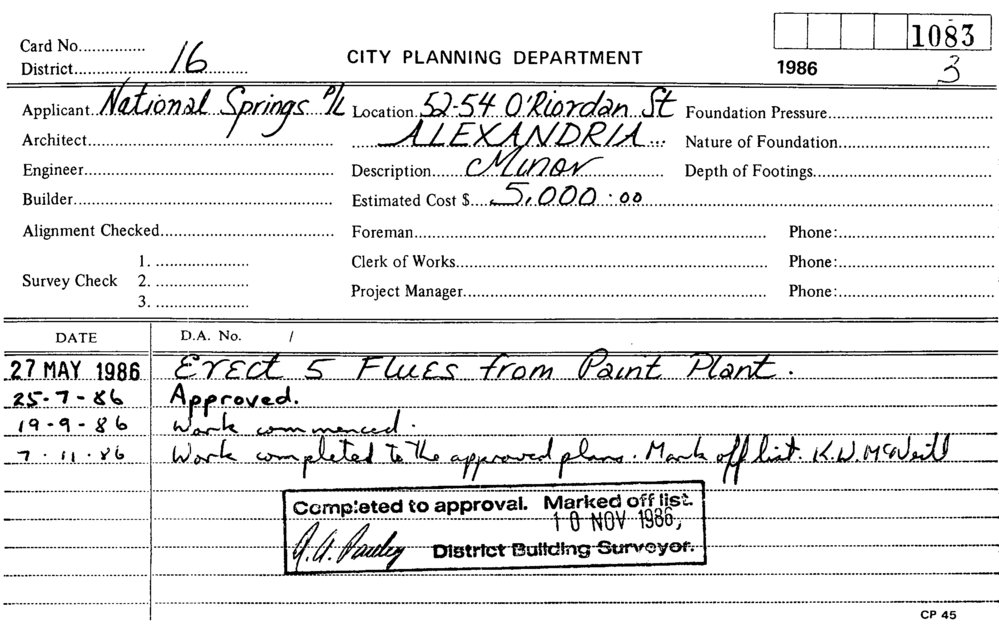 Card No............... 
District........................16..........
CITY PLANNING DEPARTMENT
1083
1986 3
Applicant..National Springs P/L Location..52-54 O'Riordan St Foundation Pressure
Architect ALEXANDRIA Nature of Foundation
Engineer Description Minor Depth of Footings
Builder Estimated Cost $ 5,000.00
Alignment Checked Foreman Phone:
1. Clerk of Works Phone:
Survey Check 2.
Project Manager Phone:
3.
DATE D.A. No. /
27 MAY 1986 Erect 5 Flues from Paint Plant.
25-7-86 Approved.
19-9-86 Work commenced.
7-11-86 Work completed to the approved plans. Mark off list. K.W. McNeill
Completed to approval. Marked off list.
10 NOV 1986
District Building Surveyor.
CP 45